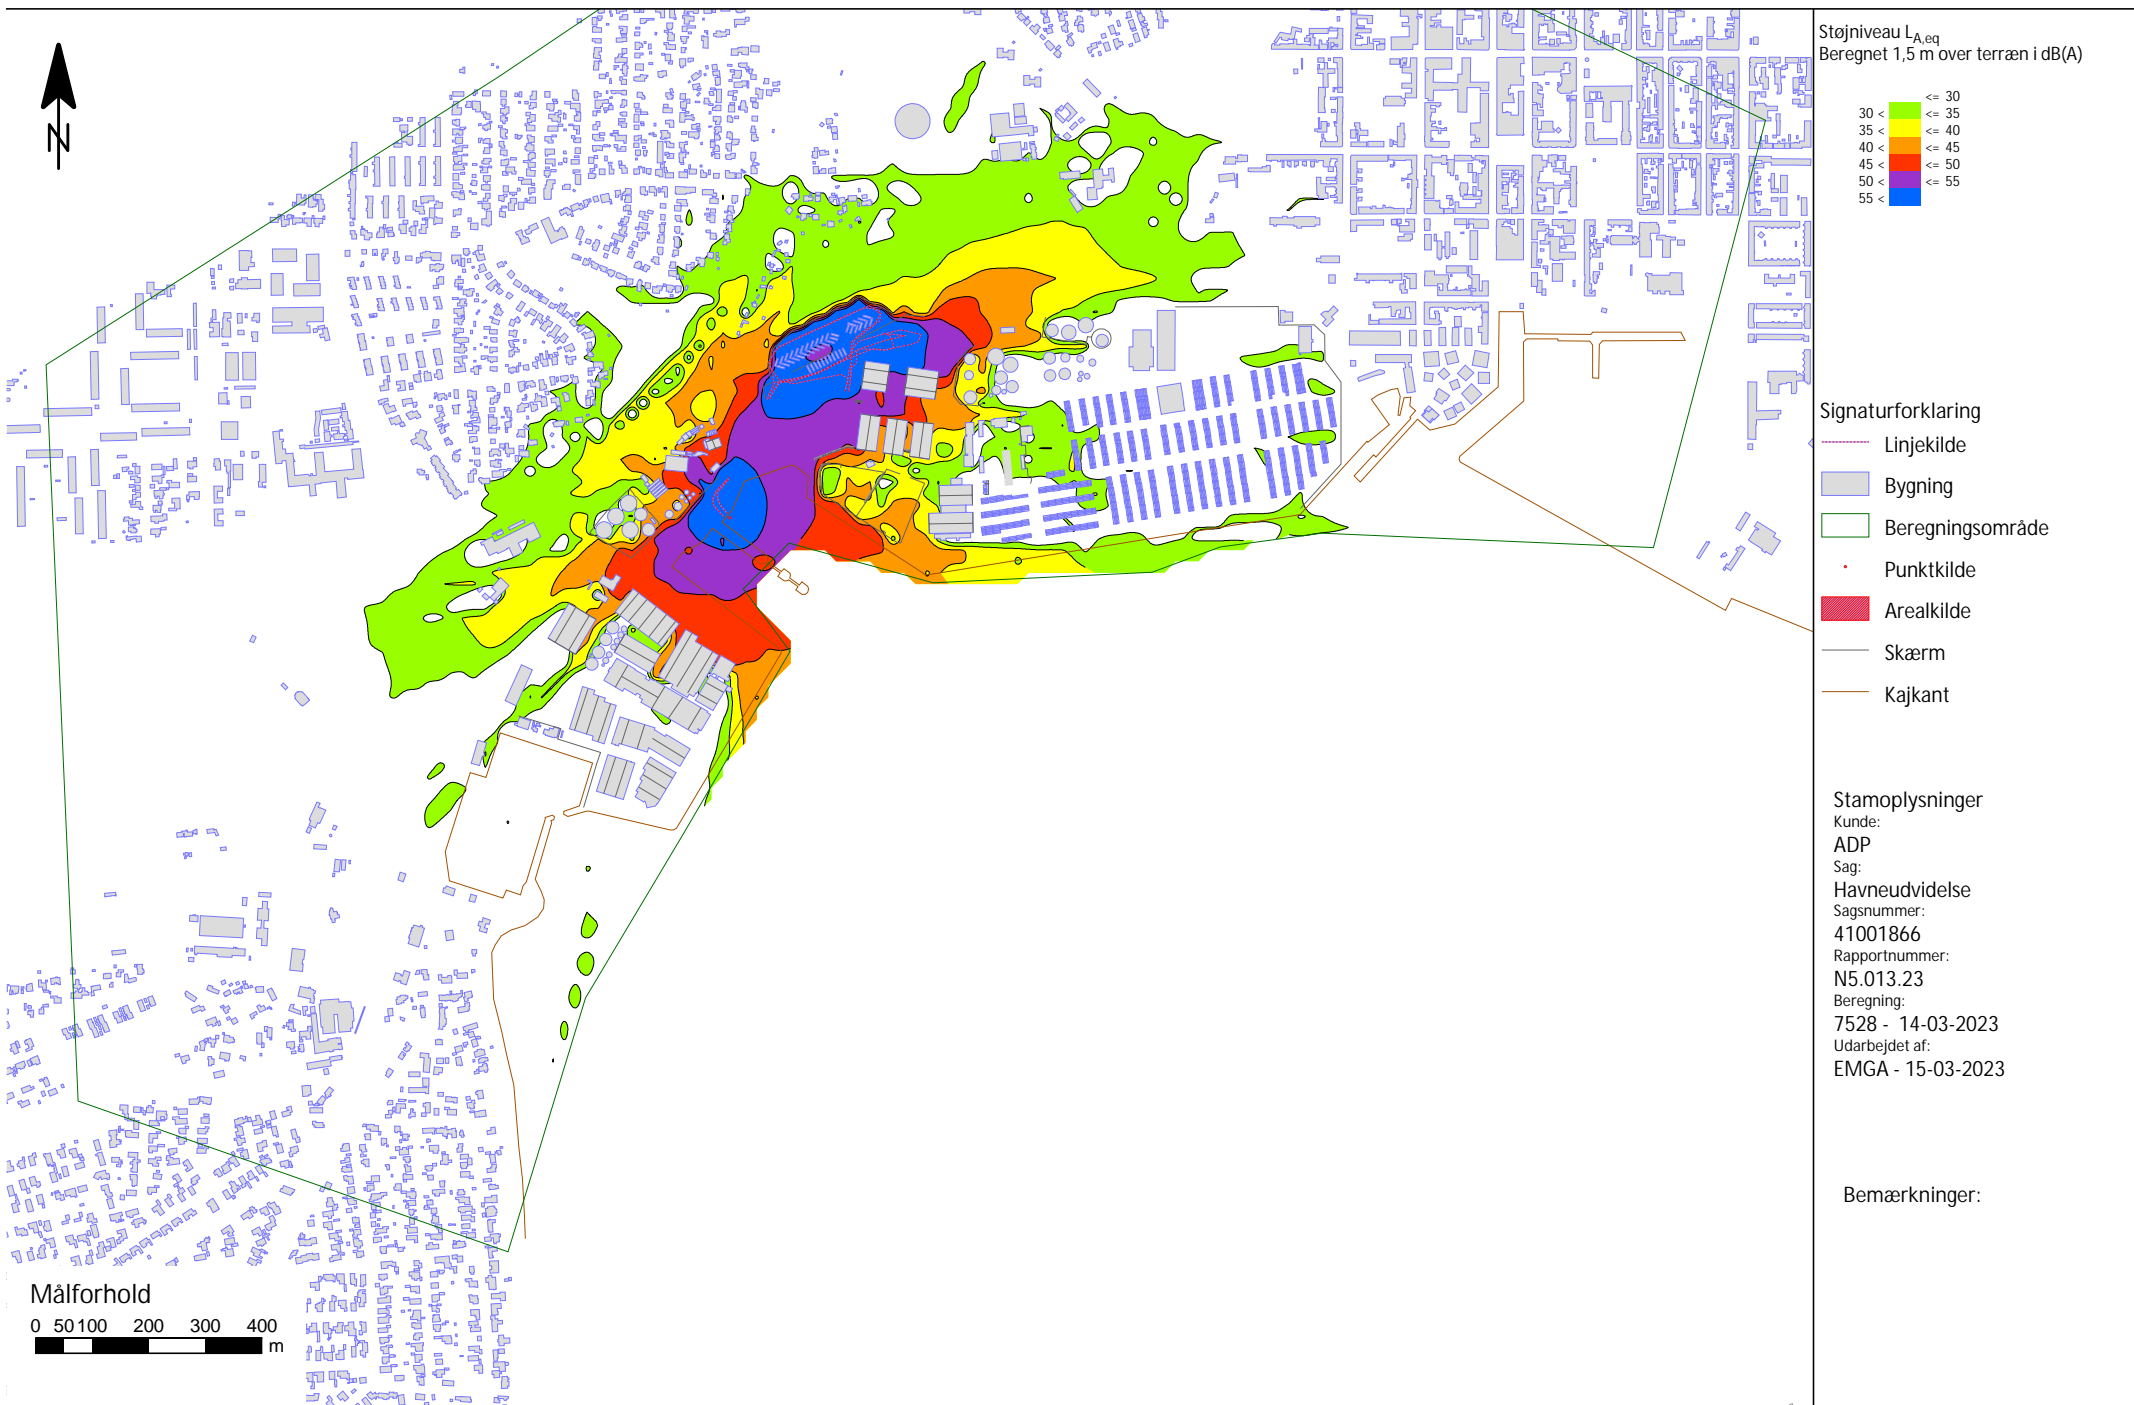 N
Støjniveau LA,eq
Beregnet 1,5 m over terræn i dB(A)
<= 30
30 < <= 35
35 < <= 40
40 < <= 45
45 < <= 50
50 < <= 55
55 <
Signaturforklaring
Linjekilde
Bygning
Beregningsområde
Punktkilde
Arealkilde
Skærm
Kajkant
Stamoplysninger
Kunde:
ADP
Sag:
Havneudvidelse
Sagsnummer:
41001866
Rapportnummer:
N5.013.23
Beregning:
7528 - 14-03-2023
Udarbejdet af:
EMGA - 15-03-2023
Bemærkninger:
Målforhold
0 50 100 200 300 400
m